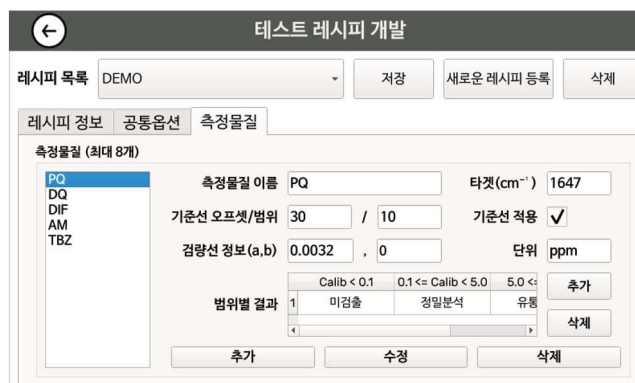 테스트 레시피 개발
레시피 목록 DEMO 저장 새로운 레시피 등록 삭제
레시피 정보 공통옵션 측정물질
측정물질 (최대 8개)
PQ
DQ
DIF
AM
TBZ
측정물질 이름 PQ 타겟(cm⁻¹) 1647
기준선 오프셋/범위 30 / 10 기준선 적용 ✓
검량선 정보(a,b) 0.0032 , 0 단위 ppm
Calib < 0.1 0.1 <= Calib < 5.0 5.0 <=
범위별 결과 1 미검출 정밀분석 유통
추가
삭제
추가 수정 삭제